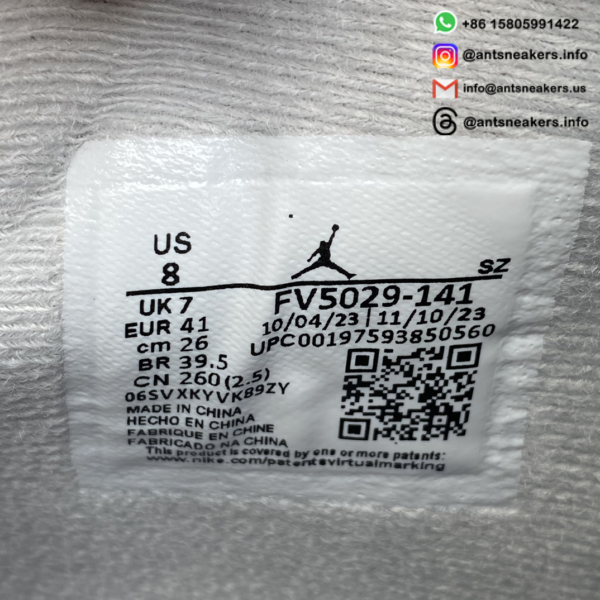 +86 15805991422
@antsneakers.info
info@antsneakers.us
@antsneakers.info
US
8
SZ
UK 7
EUR 41
cm 26
BR 39.5
CN 260(2.5)
FV5029-141
10/04/23 | 11/10/23
UPC00197593850560
06SVXKYVKB9ZY
MADE IN CHINA
HECHO EN CHINA
FABRIQUE EN CHINE
FABRICADO NA CHINA
This product is covered by one or more patents:
www.nike.com/patentsvirtualmarking